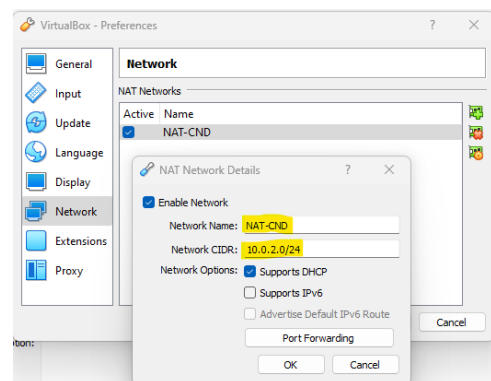 VirtualBox - Preferences ? ×
General
Input
Update
Language
Display
Network
Extensions
Proxy
Network
NAT Networks
Active Name
NAT-CND
NAT Network Details ? ×
Enable Network
Network Name: NAT-CND
Network CIDR: 10.0.2.0/24
Network Options: Supports DHCP
Supports IPv6
Advertise Default IPv6 Route
Port Forwarding
OK Cancel
Cancel